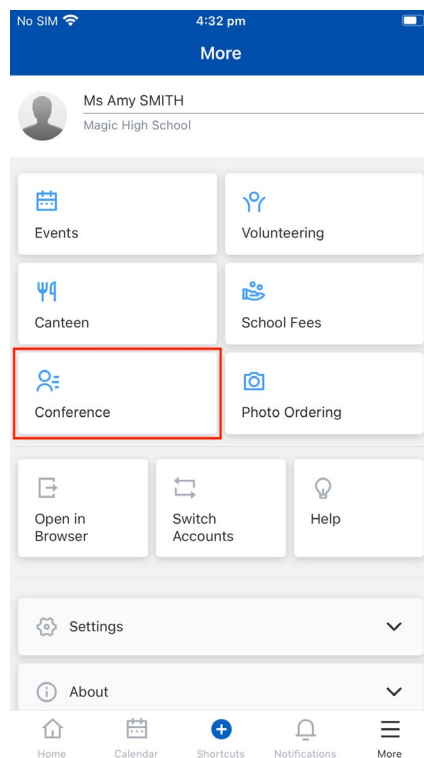 No SIM 4:32 pm
More
Ms Amy SMITH
Magic High School
Events
Volunteering
Canteen
School Fees
Conference
Photo Ordering
Open in
Browser
Switch
Accounts
Help
Settings
About
Home Calendar Shortcuts Notifications More